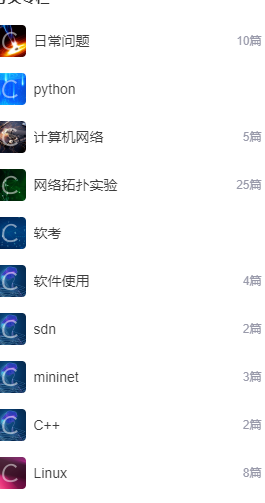 日常问题 10篇
python
计算机网络 5篇
网络拓扑实验 25篇
软考
软件使用 4篇
sdn 2篇
mininet 3篇
C++ 2篇
Linux 8篇